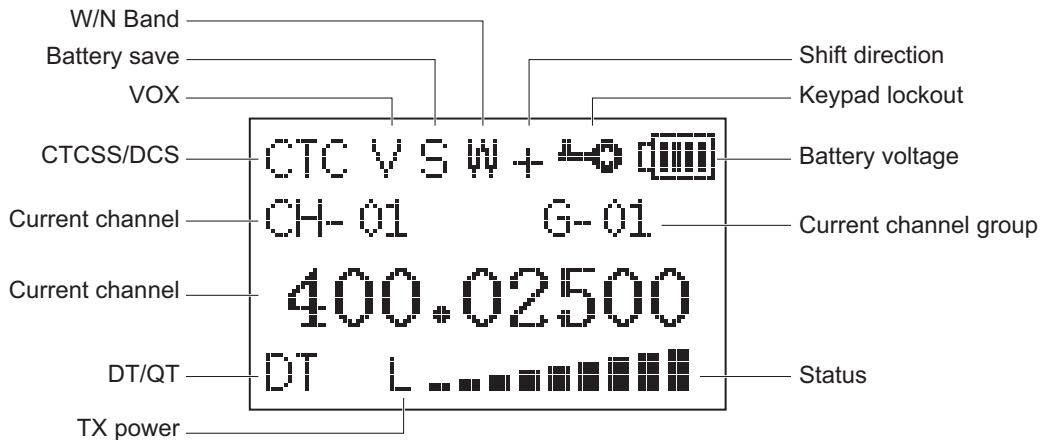 W/N Band
Battery save
VOX
CTCSS/DCS
Current channel
Current channel
DT/QT
TX power
CTC V S W +
CH- 01 G- 01
400.02500
DT L
Shift direction
Keypad lockout
Battery voltage
Current channel group
Status